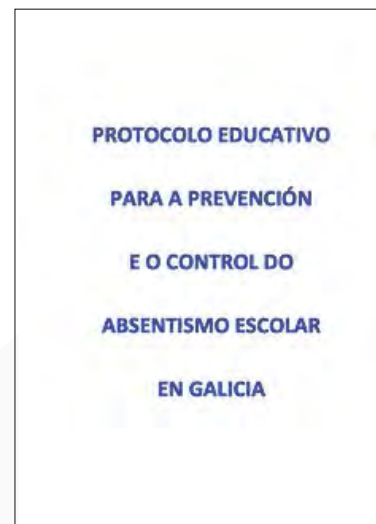 PROTOCOLO EDUCATIVO
PARA A PREVENCIÓN
E O CONTROL DO
ABSENTISMO ESCOLAR
EN GALICIA